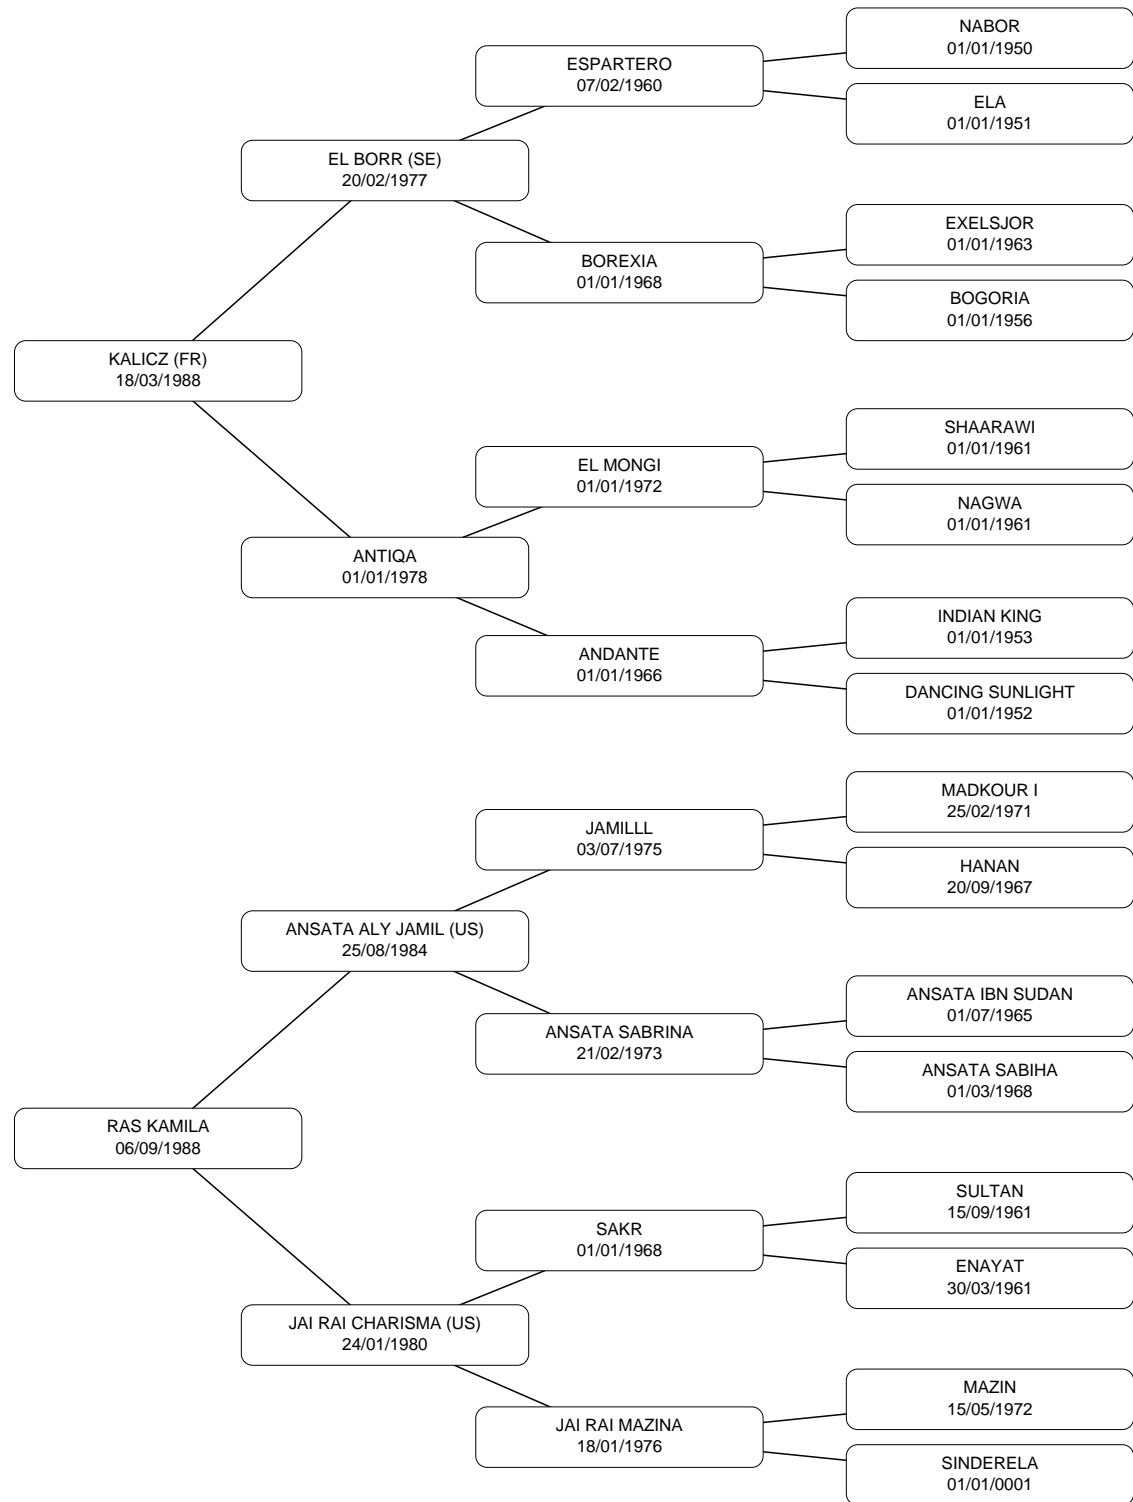 NABOR
01/01/1950
ESPARTERO
07/02/1960
ELA
01/01/1951
EL BORR (SE)
20/02/1977
EXELSJOR
01/01/1963
BOREXIA
01/01/1968
BOGORIA
01/01/1956
KALICZ (FR)
18/03/1988
SHAARAWI
01/01/1961
EL MONGI
01/01/1972
NAGWA
01/01/1961
ANTIQA
01/01/1978
INDIAN KING
01/01/1953
ANDANTE
01/01/1966
DANCING SUNLIGHT
01/01/1952
MADKOUR I
25/02/1971
JAMILLL
03/07/1975
HANAN
20/09/1967
ANSATA ALY JAMIL (US)
25/08/1984
ANSATA IBN SUDAN
01/07/1965
ANSATA SABRINA
21/02/1973
ANSATA SABIHA
01/03/1968
RAS KAMILA
06/09/1988
SULTAN
15/09/1961
SAKR
01/01/1968
ENAYAT
30/03/1961
JAI RAI CHARISMA (US)
24/01/1980
MAZIN
15/05/1972
JAI RAI MAZINA
18/01/1976
SINDERELA
01/01/0001